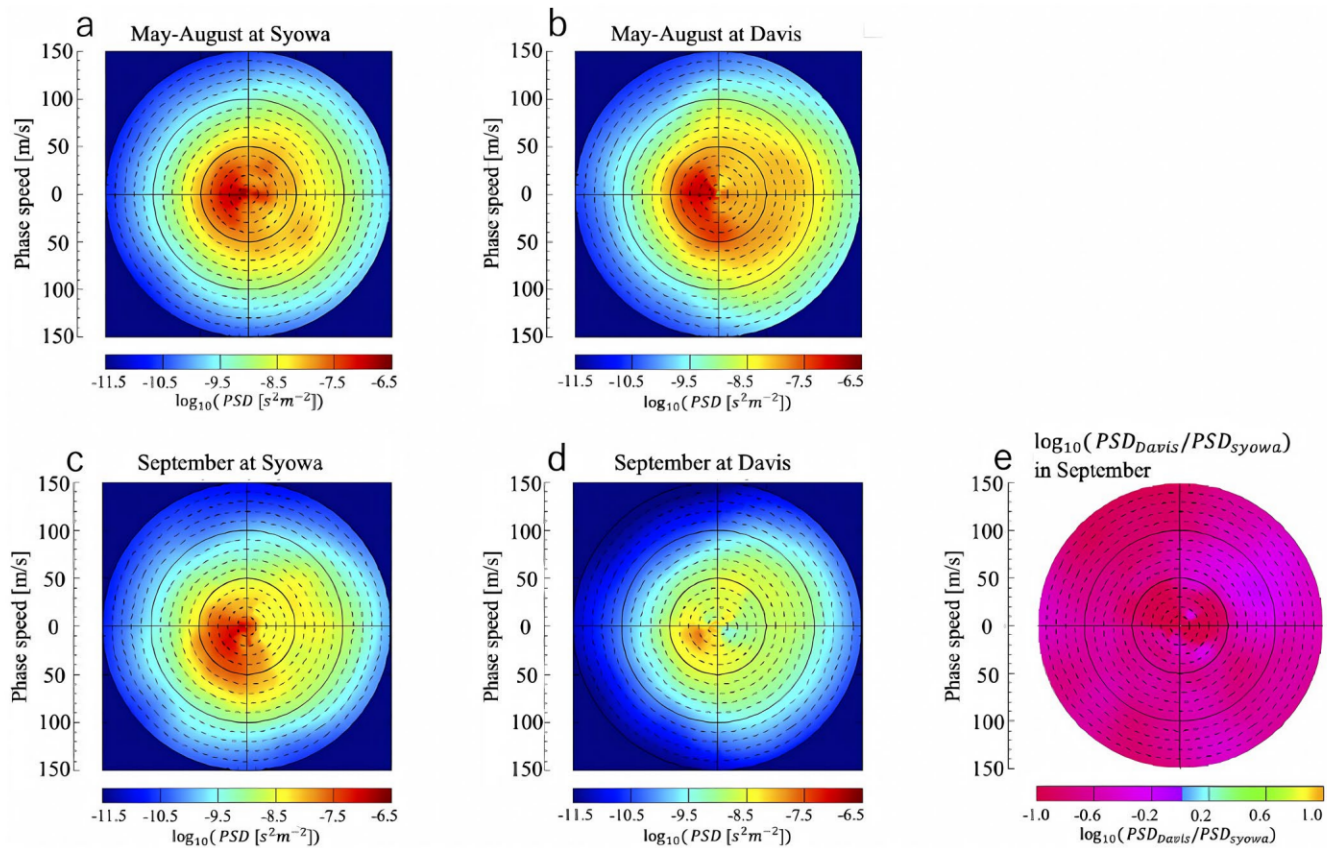 a
May-August at Syowa
150
100
50
0
50
100
150
Phase speed [m/s]
-11.5 -10.5 -9.5 -8.5 -7.5 -6.5
log₁₀(PSD [s²m⁻²])
b
May-August at Davis
150
100
50
0
50
100
150
Phase speed [m/s]
-11.5 -10.5 -9.5 -8.5 -7.5 -6.5
log₁₀(PSD [s²m⁻²])
c
September at Syowa
150
100
50
0
50
100
150
Phase speed [m/s]
-11.5 -10.5 -9.5 -8.5 -7.5 -6.5
log₁₀(PSD [s²m⁻²])
d
September at Davis
150
100
50
0
50
100
150
Phase speed [m/s]
-11.5 -10.5 -9.5 -8.5 -7.5 -6.5
log₁₀(PSD [s²m⁻²])
e
log₁₀(PSD_Davis/PSD_syowa)
in September
150
100
50
0
50
100
150
Phase speed [m/s]
-1.0 -0.6 -0.2 0.2 0.6 1.0
log₁₀(PSD_Davis/PSD_syowa)